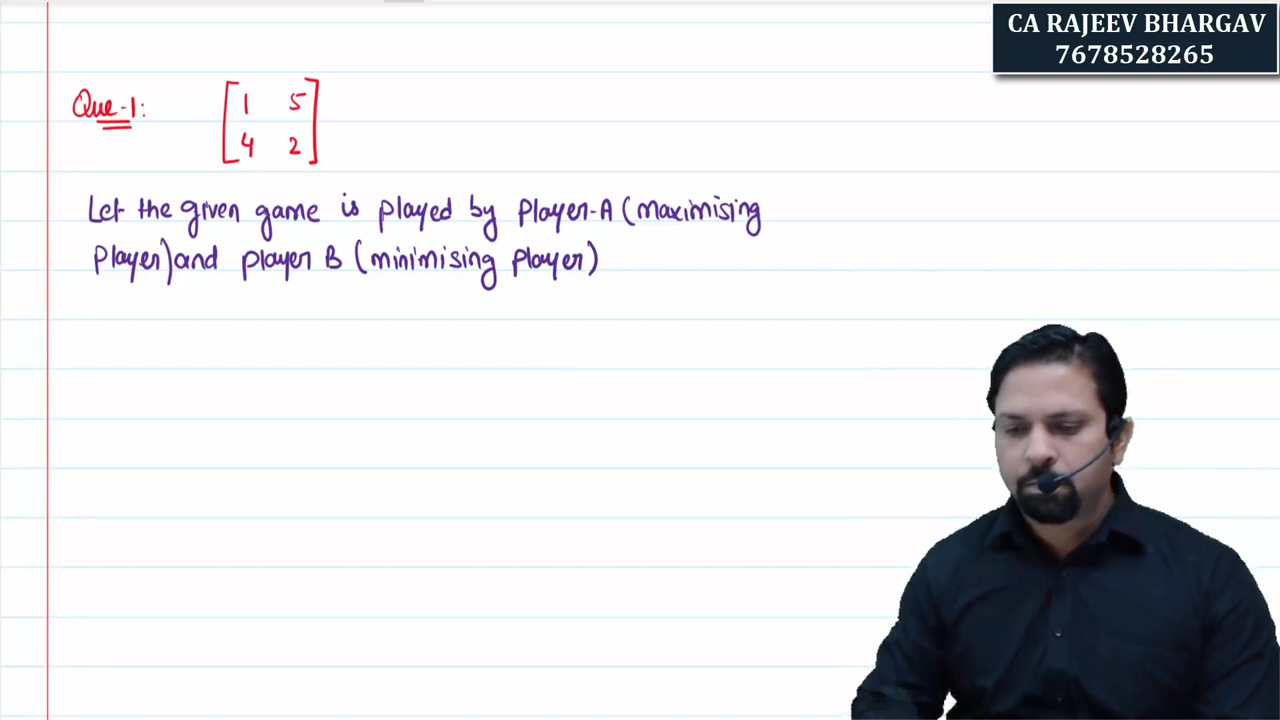 CA RAJEEV BHARGAV
7678528265
Que-1:
1 5
4 2
Let the given game is played by player-A (maximising
player) and player B (minimising player)